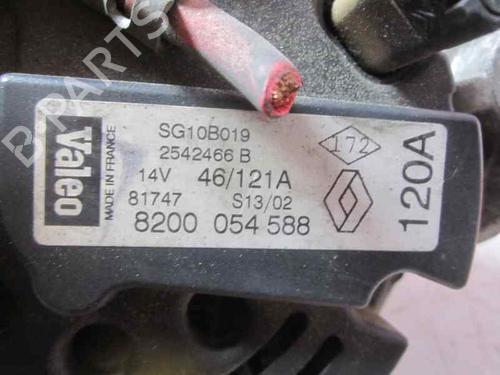 B-PARTS
Valeo
MADE IN FRANCE
SG10B019
2542466 B
14V 46/121A
81747 S13/02
8200 054 588
172
120A